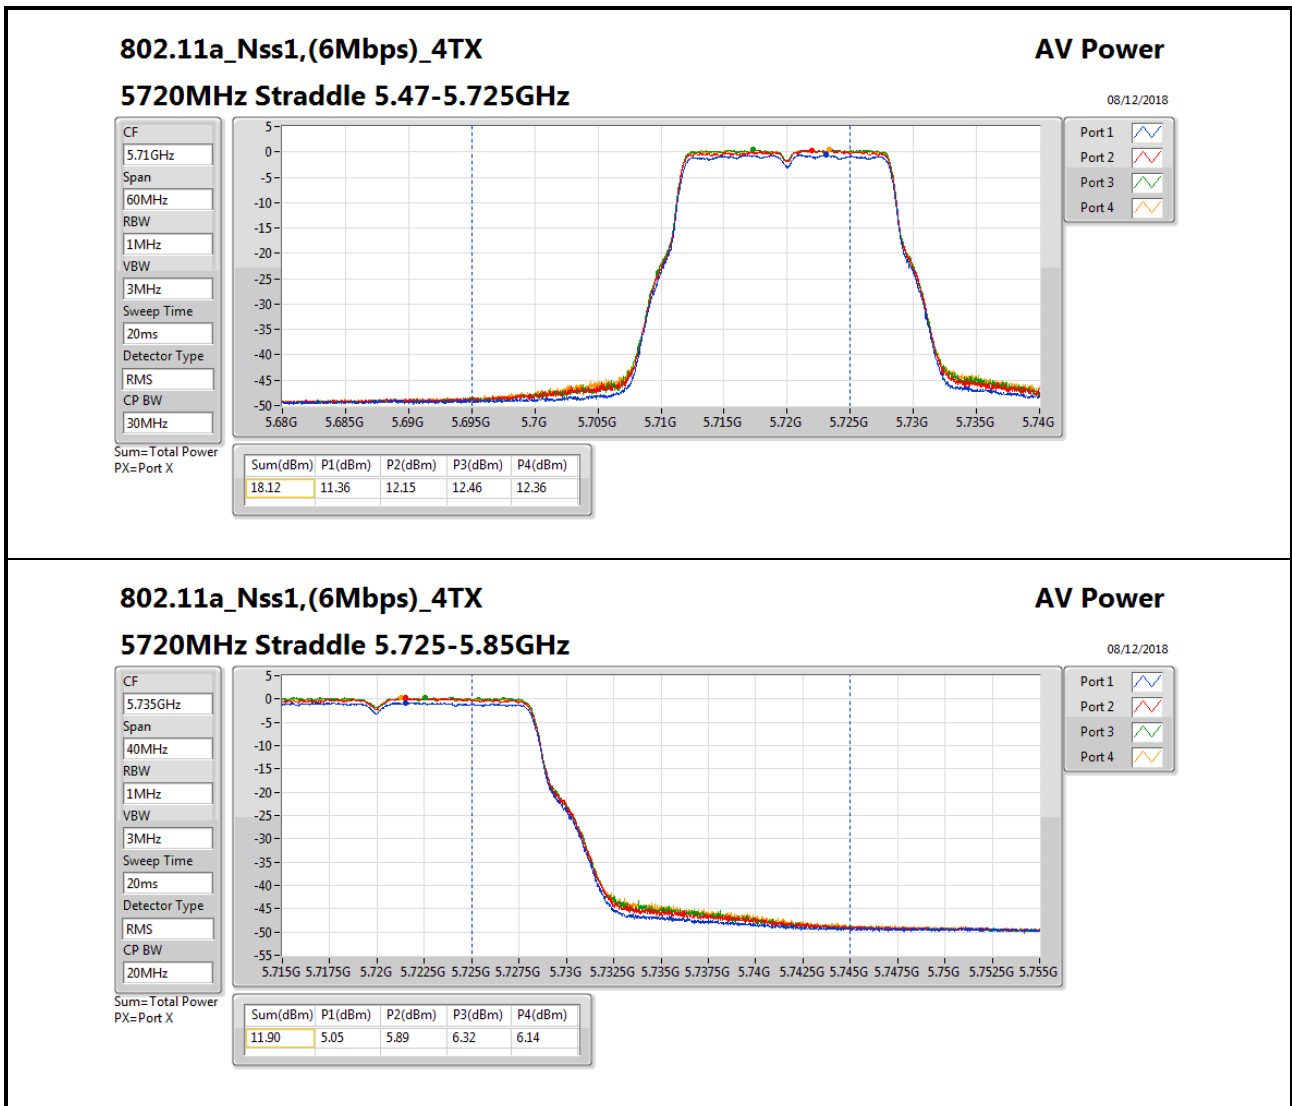 802.11a_Nss1,(6Mbps)_4TX
AV Power
5720MHz Straddle 5.47-5.725GHz
08/12/2018
CF
5.71GHz
Span
60MHz
RBW
1MHz
VBW
3MHz
Sweep Time
20ms
Detector Type
RMS
CP BW
30MHz
Sum=Total Power
PX=Port X
5
0
-5
-10
-15
-20
-25
-30
-35
-40
-45
-50
5.68G 5.685G 5.69G 5.695G 5.7G 5.705G 5.71G 5.715G 5.72G 5.725G 5.73G 5.735G 5.74G
Port 1
Port 2
Port 3
Port 4
Sum(dBm) P1(dBm) P2(dBm) P3(dBm) P4(dBm)
18.12 11.36 12.15 12.46 12.36
802.11a_Nss1,(6Mbps)_4TX
AV Power
5720MHz Straddle 5.725-5.85GHz
08/12/2018
CF
5.735GHz
Span
40MHz
RBW
1MHz
VBW
3MHz
Sweep Time
20ms
Detector Type
RMS
CP BW
20MHz
Sum=Total Power
PX=Port X
5
0
-5
-10
-15
-20
-25
-30
-35
-40
-45
-50
-55
5.715G 5.7175G 5.72G 5.7225G 5.725G 5.7275G 5.73G 5.7325G 5.735G 5.7375G 5.74G 5.7425G 5.745G 5.7475G 5.75G 5.7525G 5.755G
Port 1
Port 2
Port 3
Port 4
Sum(dBm) P1(dBm) P2(dBm) P3(dBm) P4(dBm)
11.90 5.05 5.89 6.32 6.14